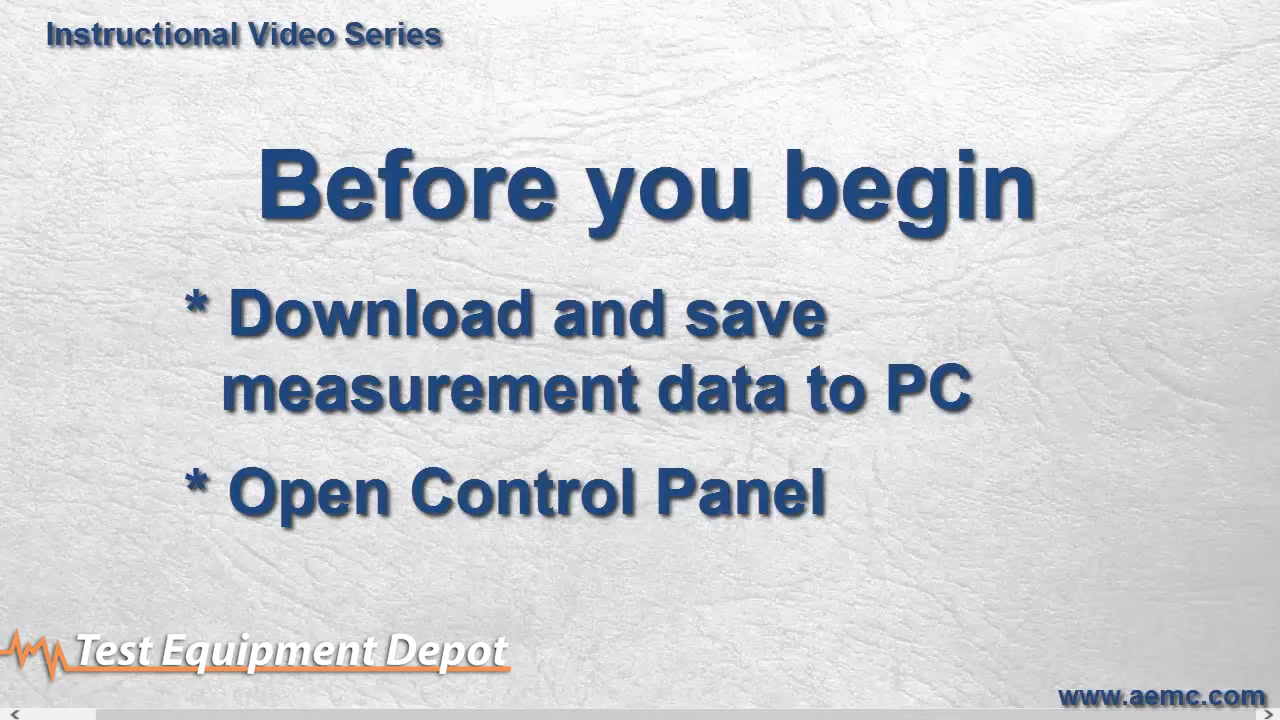 Instructional Video Series
Before you begin
* Download and save
measurement data to PC
* Open Control Panel
Test Equipment Depot
www.aemc.com